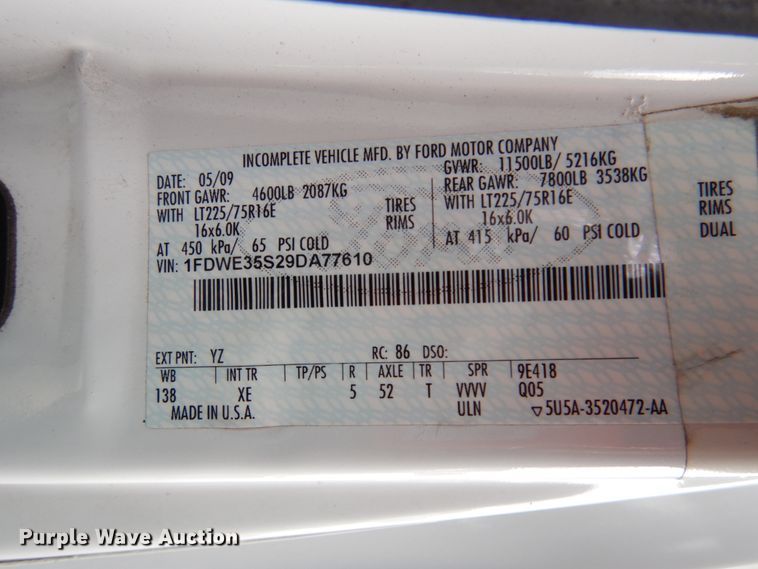 INCOMPLETE VEHICLE MFD. BY FORD MOTOR COMPANY
DATE: 05/09 GVWR: 11500LB/ 5216KG
FRONT GAWR: 4600LB 2087KG REAR GAWR: 7800LB 3538KG
WITH LT225/75R16E TIRES WITH LT225/75R16E TIRES
16x6.0K RIMS 16x6.0K RIMS
AT 450 kPa/ 65 PSI COLD AT 415 kPa/ 60 PSI COLD DUAL
VIN: 1FDWE35S29DA77610
EXT PNT: YZ RC: 86 DSO:
WB INT TR TP/PS R AXLE TR SPR 9E418
138 XE 5 52 T VVVV Q05
MADE IN U.S.A. ULN ▽5U5A-3520472-AA
Purple Wave Auction